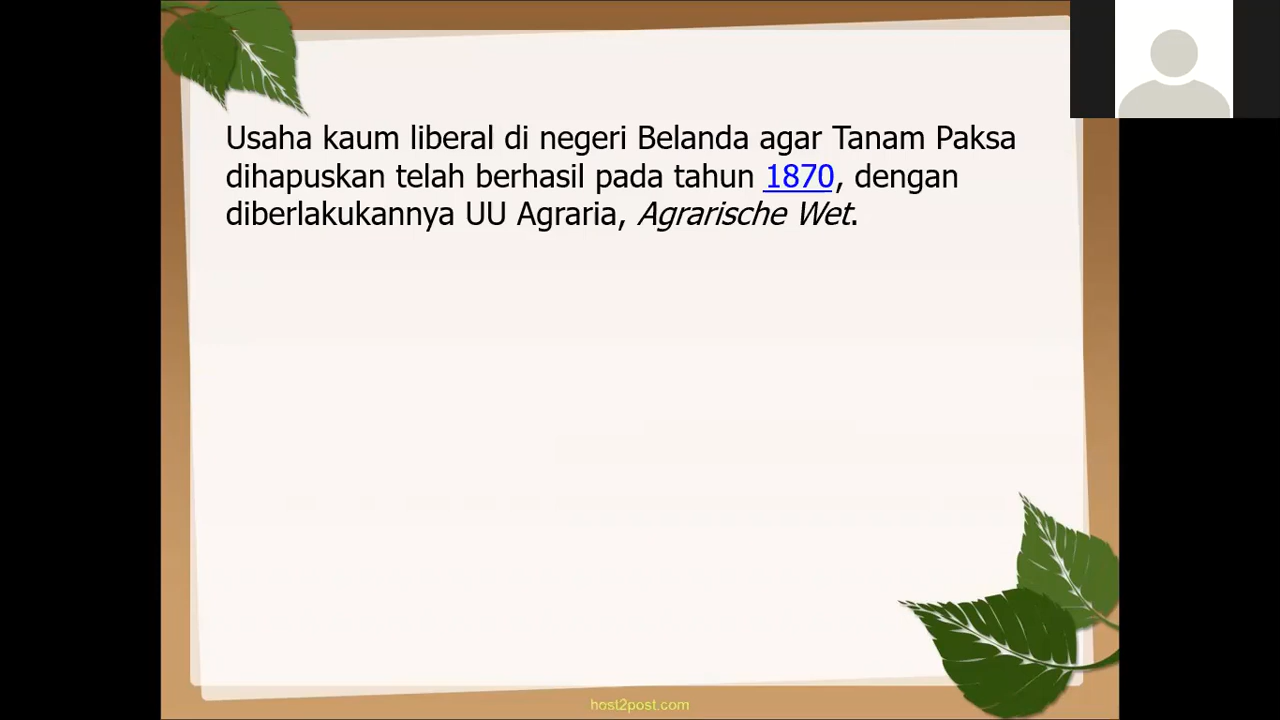 Usaha kaum liberal di negeri Belanda agar Tanam Paksa
dihapuskan telah berhasil pada tahun 1870, dengan
diberlakukannya UU Agraria, Agrarische Wet.
host2post.com